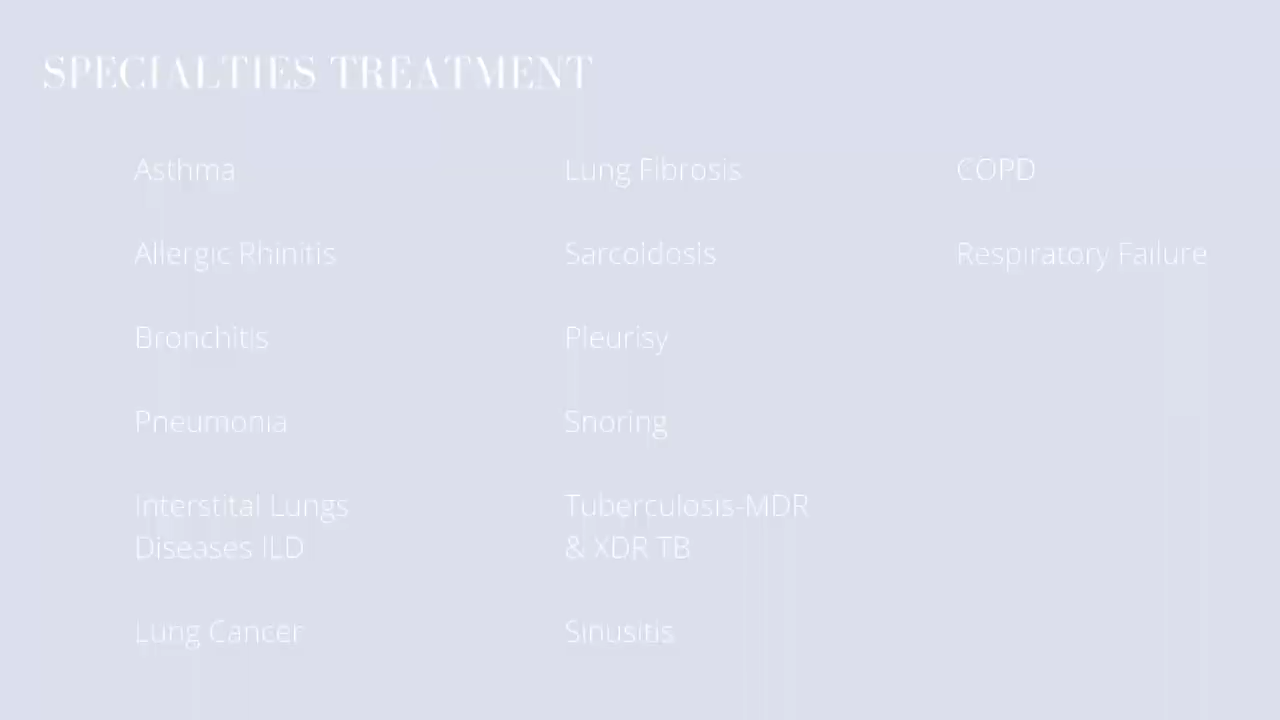 SPECIALTIES TREATMENT
Asthma
Allergic Rhinitis
Bronchitis
Pneumonia
Interstital Lungs
Diseases ILD
Lung Cancer
Lung Fibrosis
Sarcoidosis
Pleurisy
Snoring
Tuberculosis-MDR
& XDR TB
Sinusitis
COPD
Respiratory Failure